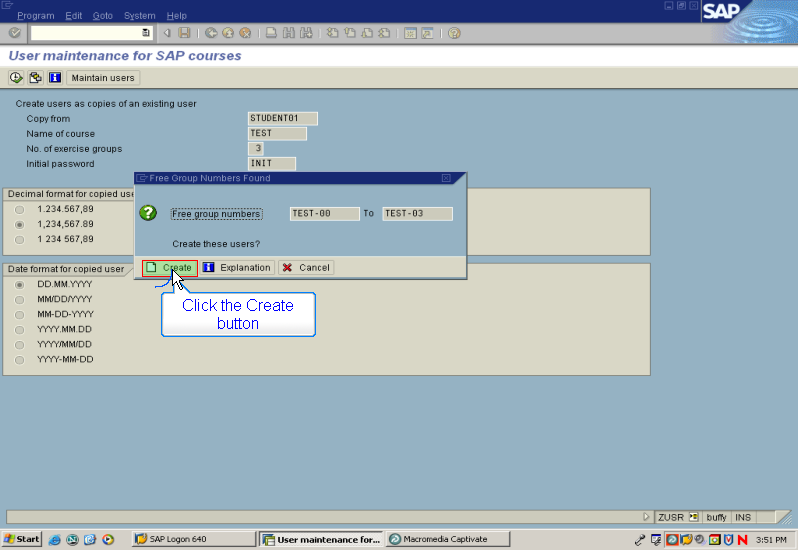 Program Edit Goto System Help
SAP
User maintenance for SAP courses
Maintain users
Create users as copies of an existing user
Copy from STUDENT01
Name of course TEST
No. of exercise groups 3
Initial password INIT
Free Group Numbers Found
Decimal format for copied use
1.234.567,89
1,234,567.89
1 234 567,89
Free group numbers TEST-00 To TEST-03
Create these users?
Create Explanation Cancel
Date format for copied user
DD.MM.YYYY
MM/DD/YYYY
MM-DD-YYYY
YYYY.MM.DD
YYYY/MM/DD
YYYY-MM-DD
Click the Create
button
ZUSR buffy INS
Start SAP Logon 640 User maintenance for... Macromedia Captivate 3:51 PM